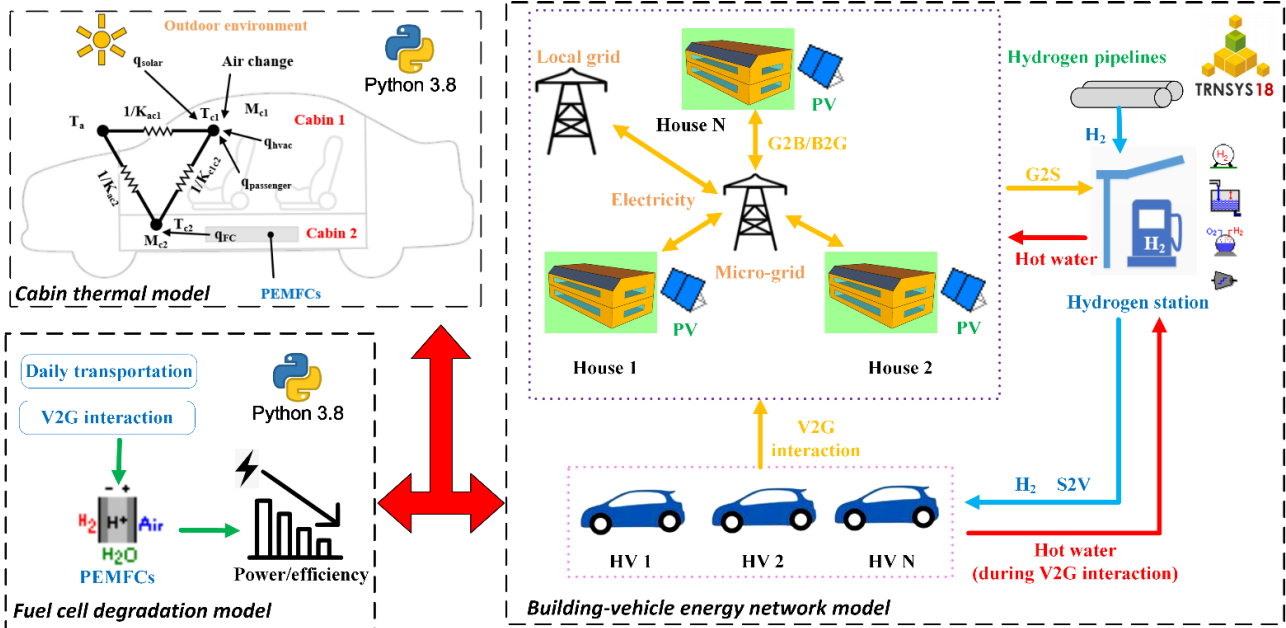 Outdoor environment
q_solar
Air change
Python 3.8
1/K_ac1
T_c1
M_c1
T_a
Cabin 1
q_hvac
1/K_ac2
1/K_c1c2
q_passenger
T_c2
M_c2
q_FC
Cabin 2
PEMFCs
Cabin thermal model
Daily transportation
V2G interaction
Python 3.8
- +
H₂
H⁺
Air
H₂O
PEMFCs
Power/efficiency
Fuel cell degradation model
Local grid
House N
PV
G2B/B2G
Electricity
Micro-grid
PV
House 1
PV
House 2
Hydrogen pipelines
TRNSYS 18
H₂
G2S
Hot water
H₂
H₂
O₂
H₂
Hydrogen station
V2G
interaction
HV 1
HV 2
HV N
H₂ S2V
Hot water
(during V2G interaction)
Building-vehicle energy network model